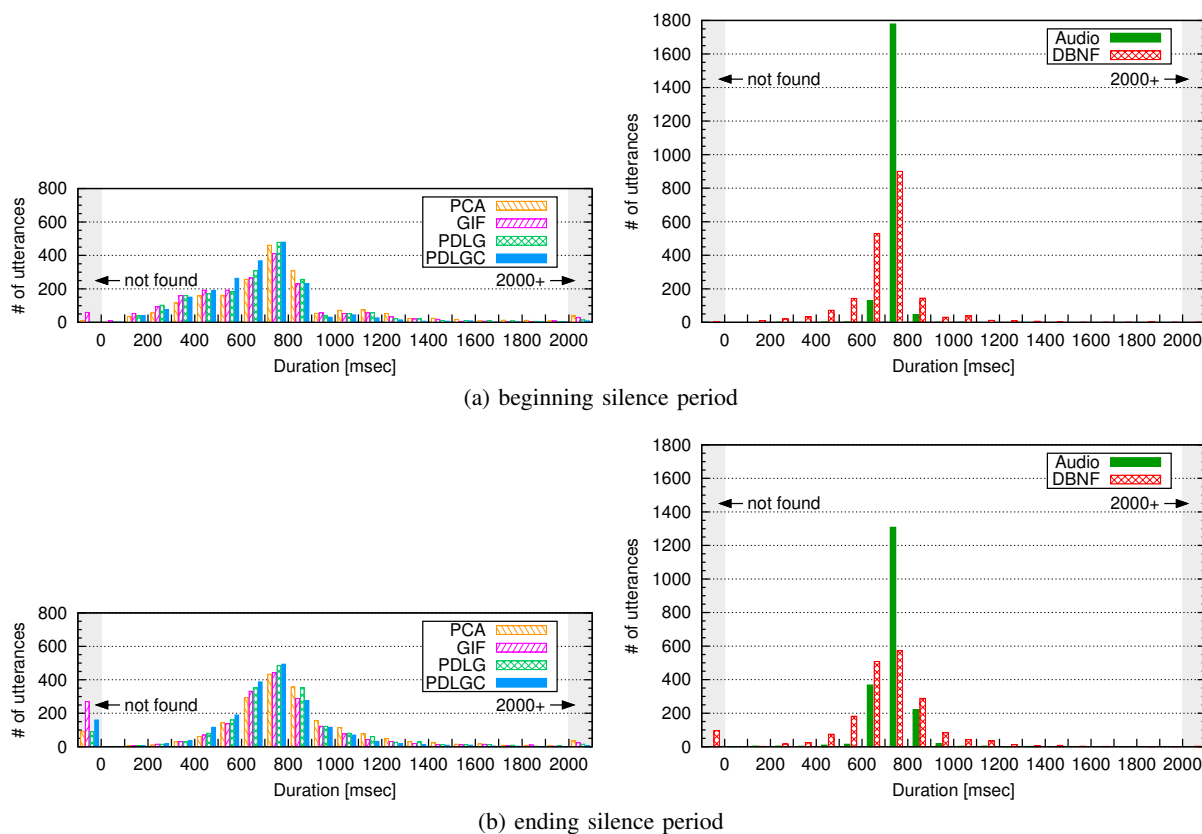 800
600
400
200
0
# of utterances
PCA
GIF
PDLG
PDLGC
not found
2000+
0 200 400 600 800 1000 1200 1400 1600 1800 2000
Duration [msec]
1800
1600
1400
1200
1000
800
600
400
200
0
# of utterances
Audio
DBNF
not found
2000+
0 200 400 600 800 1000 1200 1400 1600 1800 2000
Duration [msec]
(a) beginning silence period
800
600
400
200
0
# of utterances
PCA
GIF
PDLG
PDLGC
not found
2000+
0 200 400 600 800 1000 1200 1400 1600 1800 2000
Duration [msec]
1800
1600
1400
1200
1000
800
600
400
200
0
# of utterances
Audio
DBNF
not found
2000+
0 200 400 600 800 1000 1200 1400 1600 1800 2000
Duration [msec]
(b) ending silence period